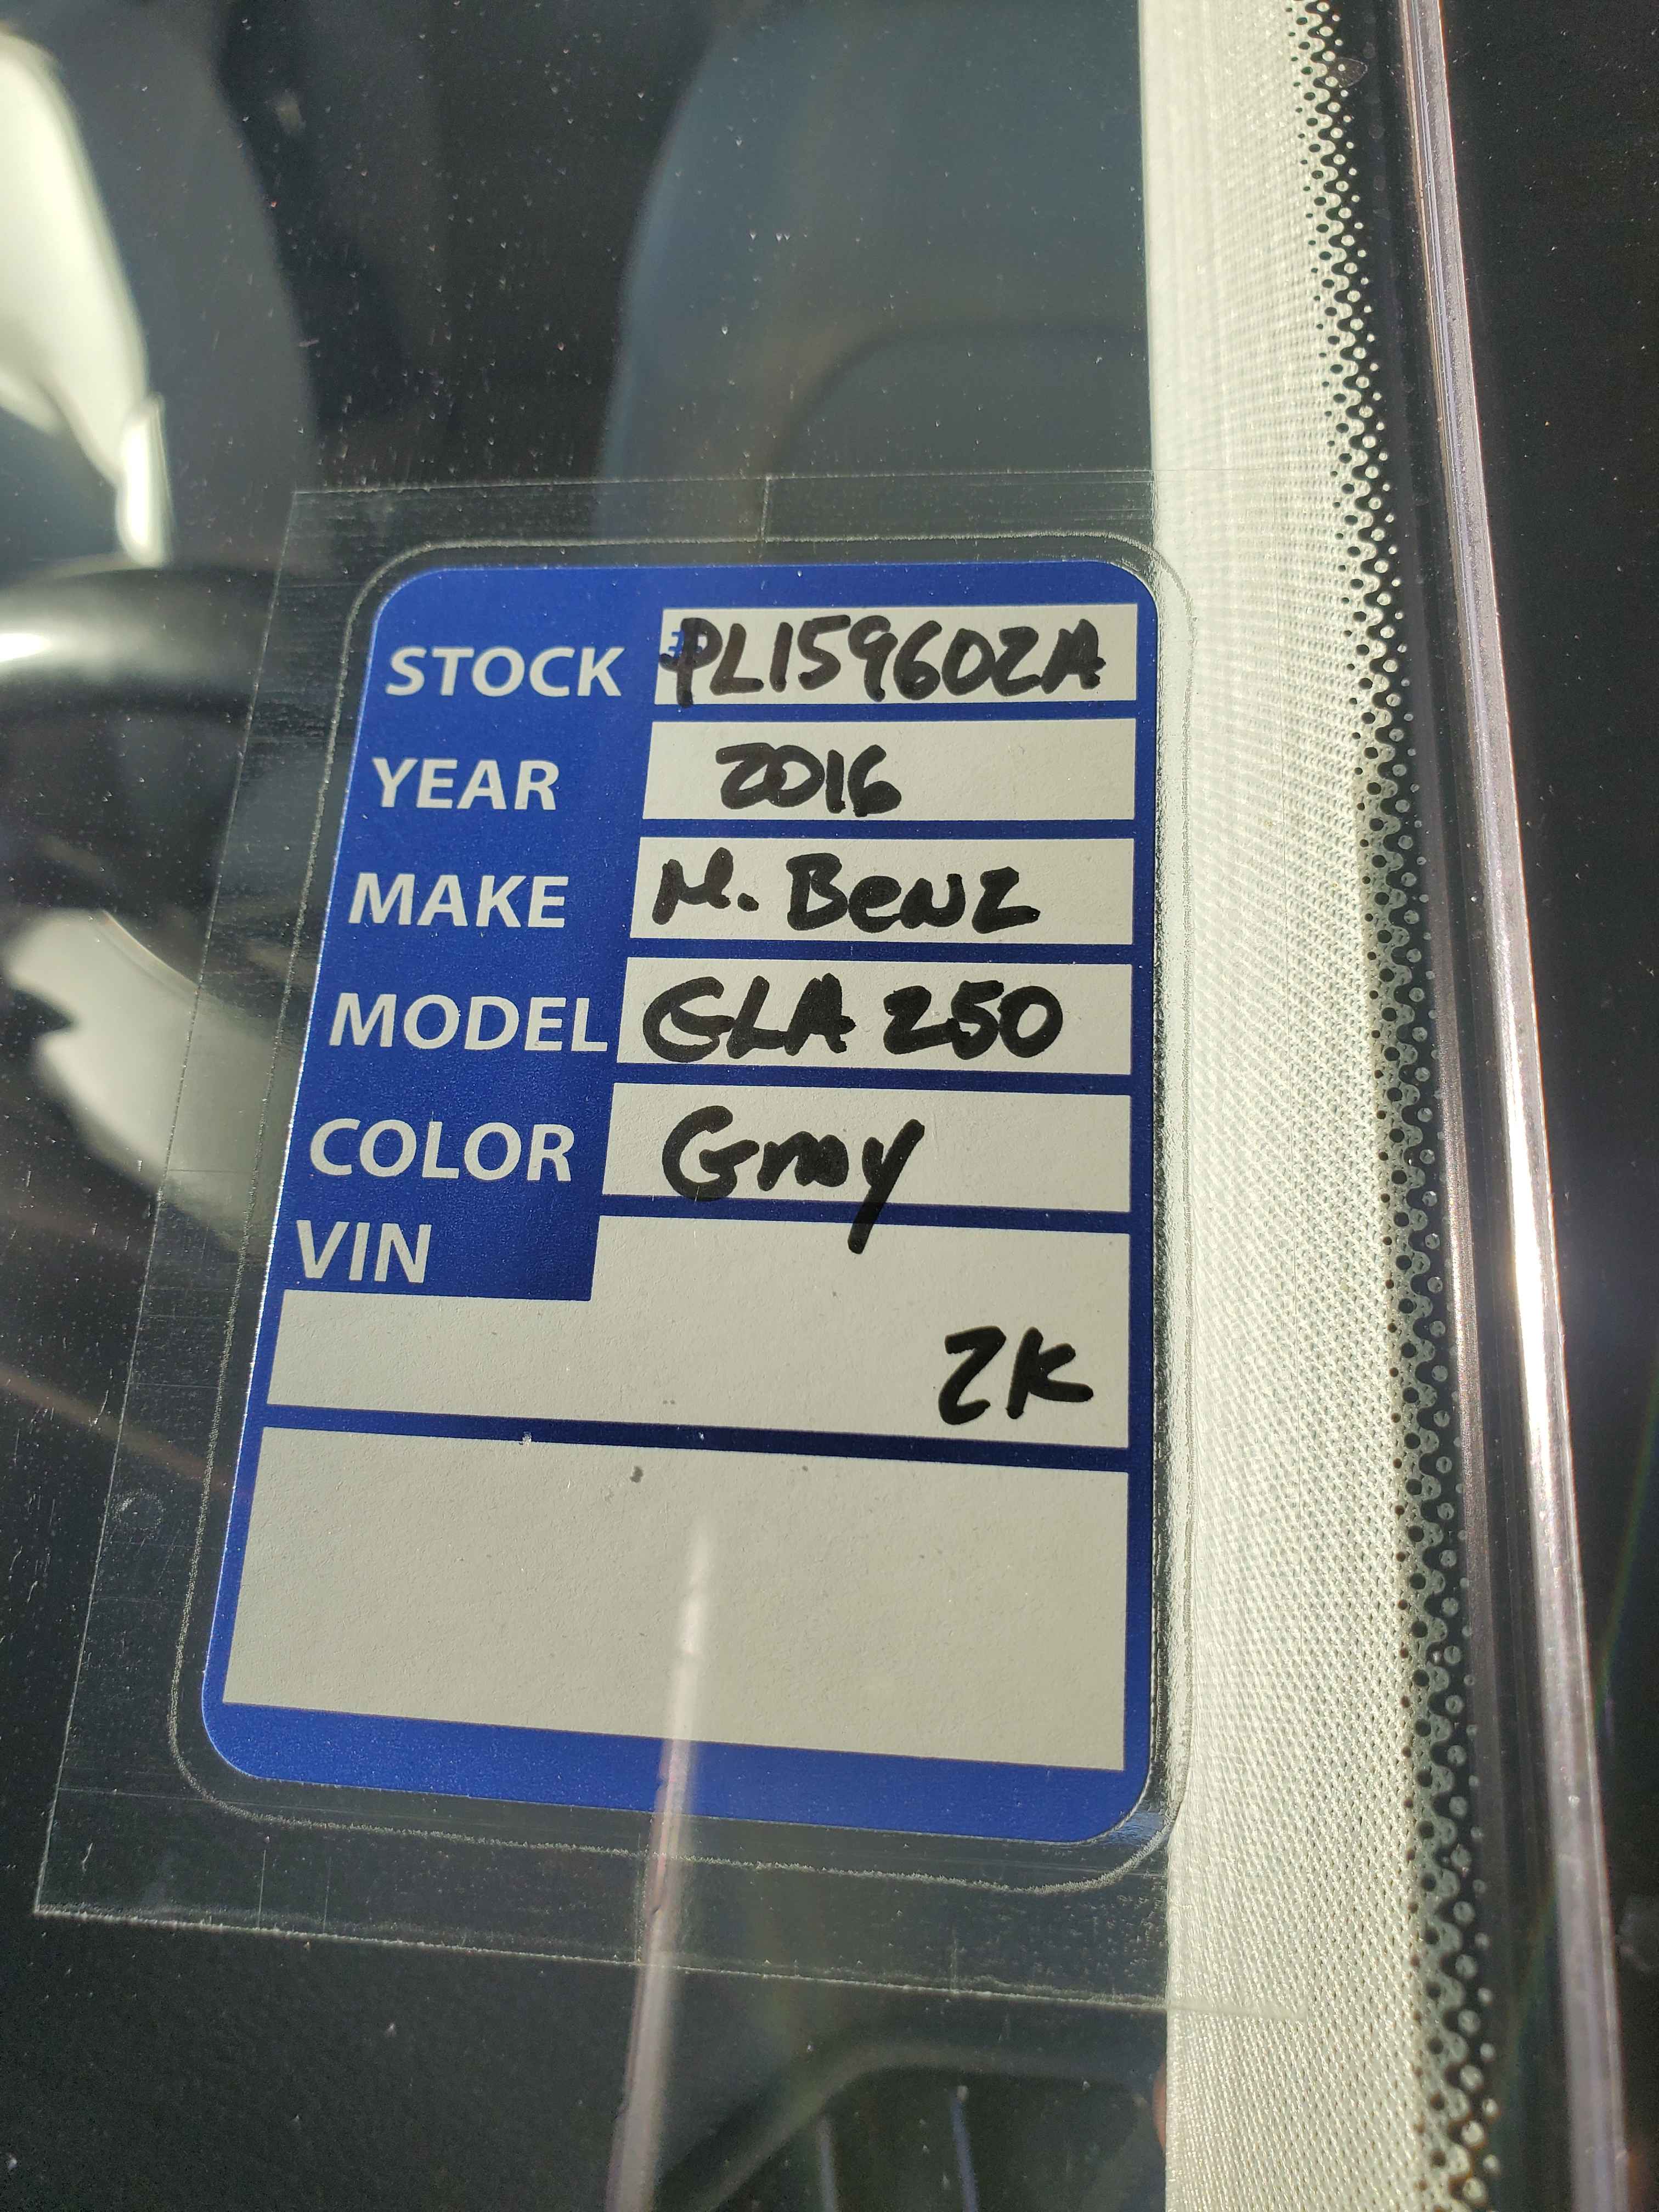 STOCK # PL159602A
YEAR 2016
MAKE M. Benz
MODEL GLA 250
COLOR Gray
VIN
2K